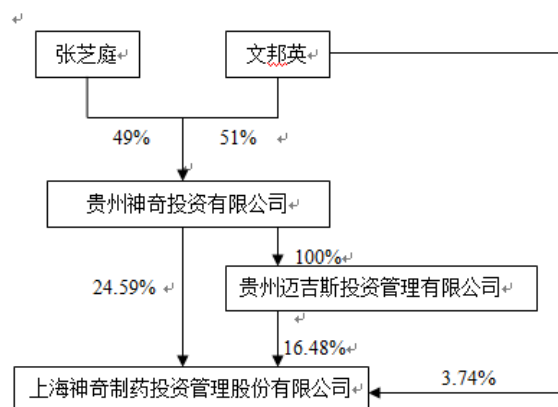 张芝庭
文邦英
49%
51%
贵州神奇投资有限公司
100%
24.59%
贵州迈吉斯投资管理有限公司
16.48%
3.74%
上海神奇制药投资管理股份有限公司